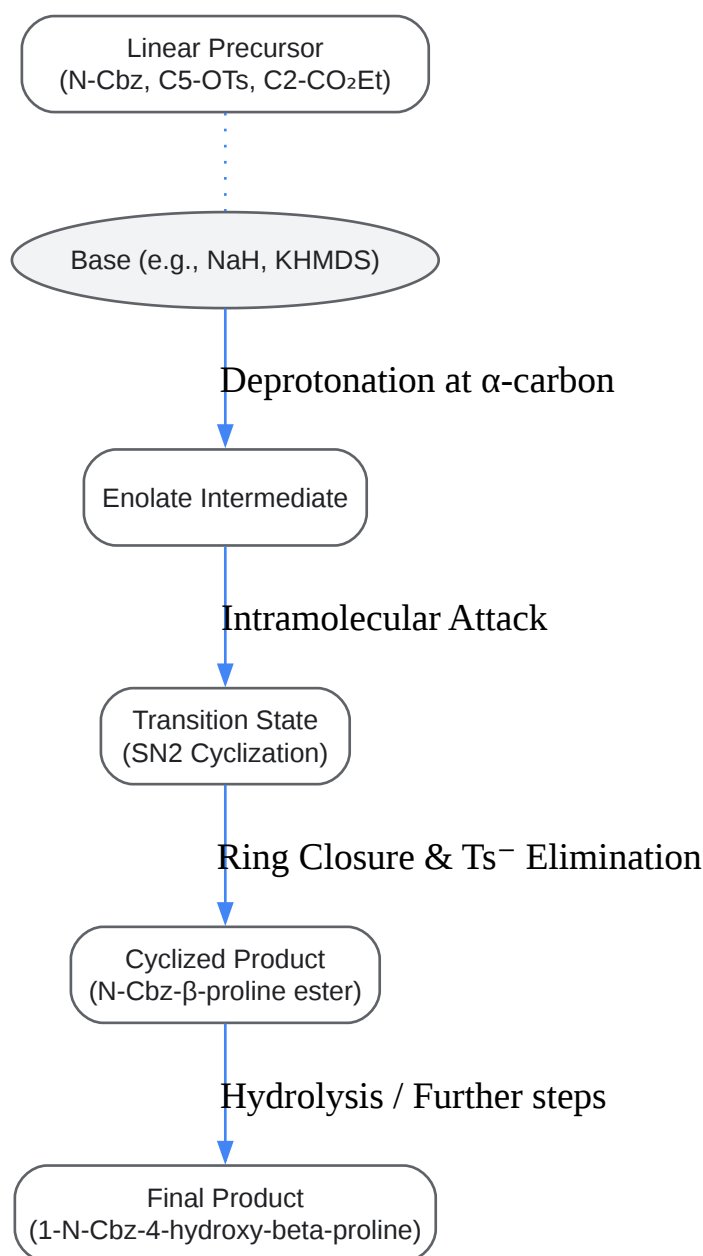 Linear Precursor
(N-Cbz, C5-OTs, C2-CO₂Et)
Base (e.g., NaH, KHMDS)
Deprotonation at α-carbon
Enolate Intermediate
Intramolecular Attack
Transition State
(SN2 Cyclization)
Ring Closure & Ts⁻ Elimination
Cyclized Product
(N-Cbz-β-proline ester)
Hydrolysis / Further steps
Final Product
(1-N-Cbz-4-hydroxy-beta-proline)